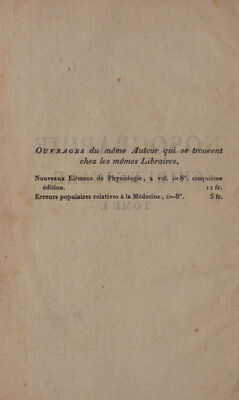 OUVRAGES du même Auteur qui se trouvent
chez les mêmes Libraires.
Nouveaux Elémens de Physiologie, 2 vol. in 8°. cinquième
édition. 12 fr.
Erreurs populaires relatives à la Médecine, in-8°. 5 fr.